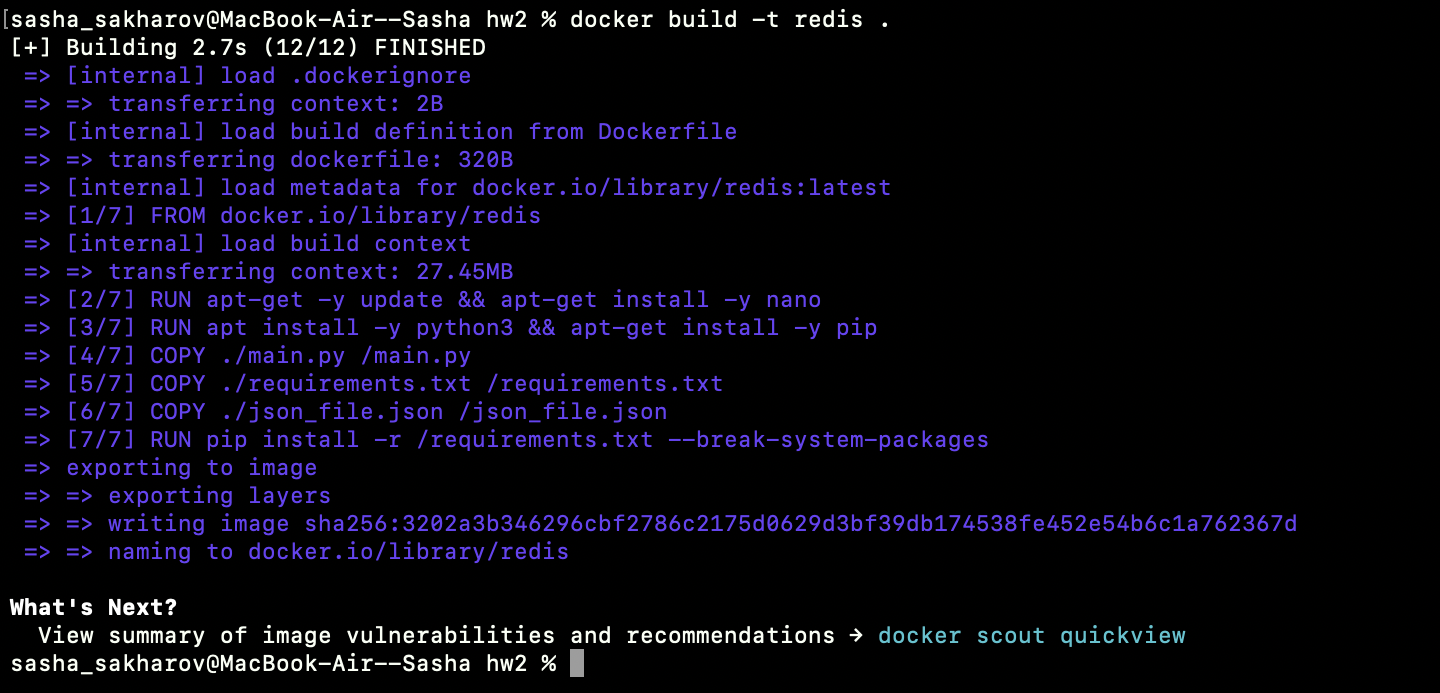 [sasha_sakharov@MacBook-Air--Sasha hw2 % docker build -t redis .
[+] Building 2.7s (12/12) FINISHED
=> [internal] load .dockerignore
=> => transferring context: 2B
=> [internal] load build definition from Dockerfile
=> => transferring dockerfile: 320B
=> [internal] load metadata for docker.io/library/redis:latest
=> [1/7] FROM docker.io/library/redis
=> [internal] load build context
=> => transferring context: 27.45MB
=> [2/7] RUN apt-get -y update && apt-get install -y nano
=> [3/7] RUN apt install -y python3 && apt-get install -y pip
=> [4/7] COPY ./main.py /main.py
=> [5/7] COPY ./requirements.txt /requirements.txt
=> [6/7] COPY ./json_file.json /json_file.json
=> [7/7] RUN pip install -r /requirements.txt --break-system-packages
=> exporting to image
=> => exporting layers
=> => writing image sha256:3202a3b346296cbf2786c2175d0629d3bf39db174538fe452e54b6c1a762367d
=> => naming to docker.io/library/redis
What's Next?
View summary of image vulnerabilities and recommendations → docker scout quickview
sasha_sakharov@MacBook-Air--Sasha hw2 %